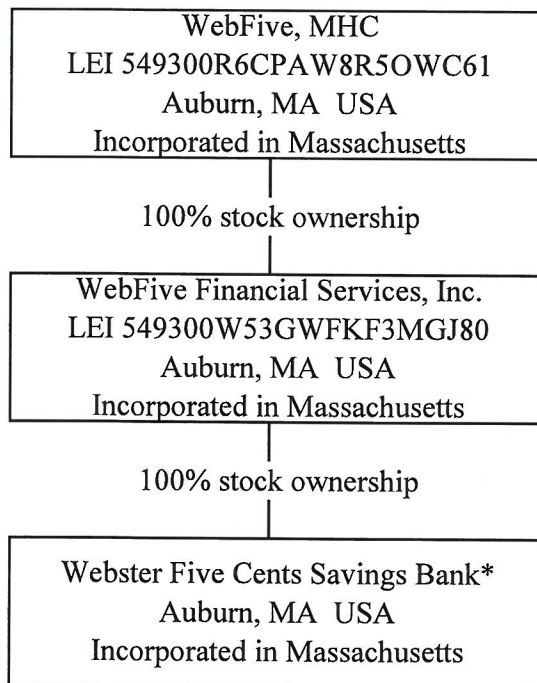 WebFive, MHC
LEI 549300R6CPAW8R5OWC61
Auburn, MA USA
Incorporated in Massachusetts
100% stock ownership
WebFive Financial Services, Inc.
LEI 549300W53GWFKF3MGJ80
Auburn, MA USA
Incorporated in Massachusetts
100% stock ownership
Webster Five Cents Savings Bank*
Auburn, MA USA
Incorporated in Massachusetts